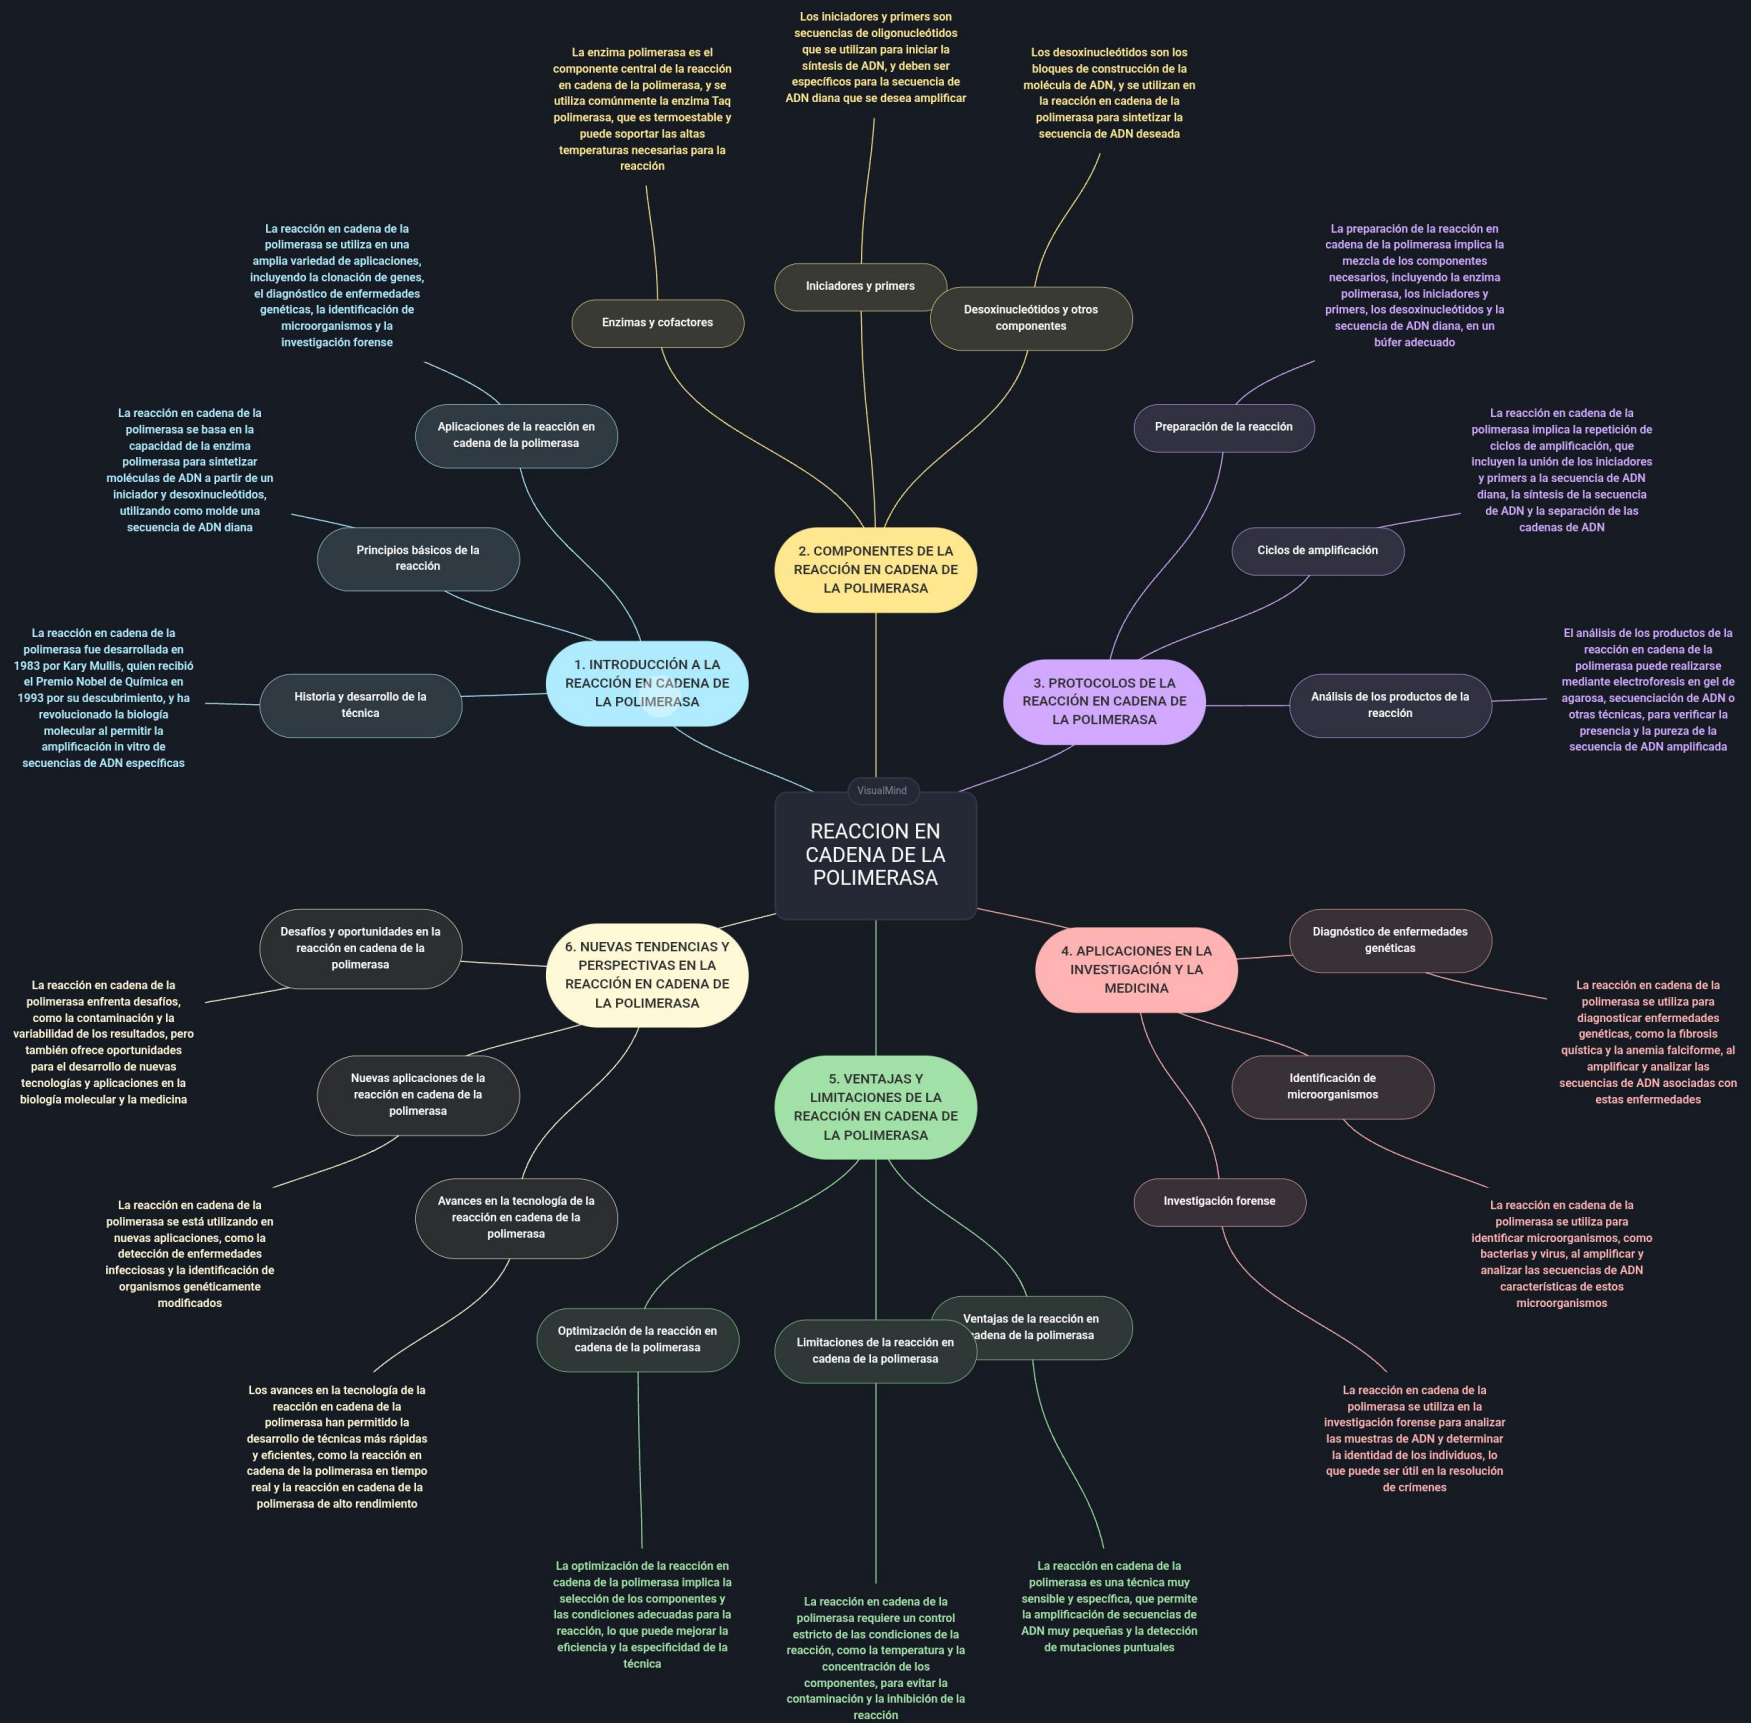 VisualMind
REACCION EN
CADENA DE LA
POLIMERASA
1. INTRODUCCIÓN A LA
REACCIÓN EN CADENA DE
LA POLIMERASA
Historia y desarrollo de la
técnica
La reacción en cadena de la
polimerasa fue desarrollada en
1983 por Kary Mullis, quien recibió
el Premio Nobel de Química en
1993 por su descubrimiento, y ha
revolucionado la biología
molecular al permitir la
amplificación in vitro de
secuencias de ADN específicas
Principios básicos de la
reacción
La reacción en cadena de la
polimerasa se basa en la
capacidad de la enzima
polimerasa para sintetizar
moléculas de ADN a partir de un
iniciador y desoxinucleótidos,
utilizando como molde una
secuencia de ADN diana
Aplicaciones de la reacción en
cadena de la polimerasa
La reacción en cadena de la
polimerasa se utiliza en una
amplia variedad de aplicaciones,
incluyendo la clonación de genes,
el diagnóstico de enfermedades
genéticas, la identificación de
microorganismos y la
investigación forense
2. COMPONENTES DE LA
REACCIÓN EN CADENA DE
LA POLIMERASA
Enzimas y cofactores
La enzima polimerasa es el
componente central de la reacción
en cadena de la polimerasa, y se
utiliza comúnmente la enzima Taq
polimerasa, que es termoestable y
puede soportar las altas
temperaturas necesarias para la
reacción
Iniciadores y primers
Los iniciadores y primers son
secuencias de oligonucleótidos
que se utilizan para iniciar la
síntesis de ADN, y deben ser
específicos para la secuencia de
ADN diana que se desea amplificar
Desoxinucleótidos y otros
componentes
Los desoxinucleótidos son los
bloques de construcción de la
molécula de ADN, y se utilizan en
la reacción en cadena de la
polimerasa para sintetizar la
secuencia de ADN deseada
3. PROTOCOLOS DE LA
REACCIÓN EN CADENA DE
LA POLIMERASA
Preparación de la reacción
La preparación de la reacción en
cadena de la polimerasa implica la
mezcla de los componentes
necesarios, incluyendo la enzima
polimerasa, los iniciadores y
primers, los desoxinucleótidos y la
secuencia de ADN diana, en un
búfer adecuado
Ciclos de amplificación
La reacción en cadena de la
polimerasa implica la repetición de
ciclos de amplificación, que
incluyen la unión de los iniciadores
y primers a la secuencia de ADN
diana, la síntesis de la secuencia
de ADN y la separación de las
cadenas de ADN
Análisis de los productos de la
reacción
El análisis de los productos de la
reacción en cadena de la
polimerasa puede realizarse
mediante electroforesis en gel de
agarosa, secuenciación de ADN o
otras técnicas, para verificar la
presencia y la pureza de la
secuencia de ADN amplificada
4. APLICACIONES EN LA
INVESTIGACIÓN Y LA
MEDICINA
Diagnóstico de enfermedades
genéticas
La reacción en cadena de la
polimerasa se utiliza para
diagnosticar enfermedades
genéticas, como la fibrosis
quística y la anemia falciforme, al
amplificar y analizar las
secuencias de ADN asociadas con
estas enfermedades
Identificación de
microorganismos
La reacción en cadena de la
polimerasa se utiliza para
identificar microorganismos, como
bacterias y virus, al amplificar y
analizar las secuencias de ADN
características de estos
microorganismos
Investigación forense
La reacción en cadena de la
polimerasa se utiliza en la
investigación forense para analizar
las muestras de ADN y determinar
la identidad de los individuos, lo
que puede ser útil en la resolución
de crímenes
5. VENTAJAS Y
LIMITACIONES DE LA
REACCIÓN EN CADENA DE
LA POLIMERASA
Ventajas de la reacción en
cadena de la polimerasa
La reacción en cadena de la
polimerasa es una técnica muy
sensible y específica, que permite
la amplificación de secuencias de
ADN muy pequeñas y la detección
de mutaciones puntuales
Limitaciones de la reacción en
cadena de la polimerasa
La reacción en cadena de la
polimerasa requiere un control
estricto de las condiciones de la
reacción, como la temperatura y la
concentración de los
componentes, para evitar la
contaminación y la inhibición de la
reacción
Optimización de la reacción en
cadena de la polimerasa
La optimización de la reacción en
cadena de la polimerasa implica la
selección de los componentes y
las condiciones adecuadas para la
reacción, lo que puede mejorar la
eficiencia y la especificidad de la
técnica
6. NUEVAS TENDENCIAS Y
PERSPECTIVAS EN LA
REACCIÓN EN CADENA DE
LA POLIMERASA
Avances en la tecnología de la
reacción en cadena de la
polimerasa
Los avances en la tecnología de la
reacción en cadena de la
polimerasa han permitido la
desarrollo de técnicas más rápidas
y eficientes, como la reacción en
cadena de la polimerasa en tiempo
real y la reacción en cadena de la
polimerasa de alto rendimiento
Nuevas aplicaciones de la
reacción en cadena de la
polimerasa
La reacción en cadena de la
polimerasa se está utilizando en
nuevas aplicaciones, como la
detección de enfermedades
infecciosas y la identificación de
organismos genéticamente
modificados
Desafíos y oportunidades en la
reacción en cadena de la
polimerasa
La reacción en cadena de la
polimerasa enfrenta desafíos,
como la contaminación y la
variabilidad de los resultados, pero
también ofrece oportunidades
para el desarrollo de nuevas
tecnologías y aplicaciones en la
biología molecular y la medicina